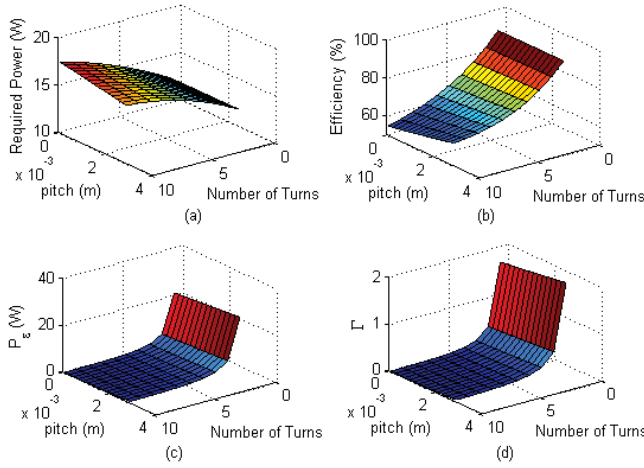 20
15
10
Required Power (W)
0
2
4
x 10⁻³
pitch (m)
10
5
0
Number of Turns
(a)
100
80
60
Efficiency (%)
0
2
4
x 10⁻³
pitch (m)
10
5
0
Number of Turns
(b)
40
20
0
P_ε (W)
0
2
4
x 10⁻³
pitch (m)
10
5
0
Number of Turns
(c)
2
1
0
Γ
0
2
4
x 10⁻³
pitch (m)
10
5
0
Number of Turns
(d)